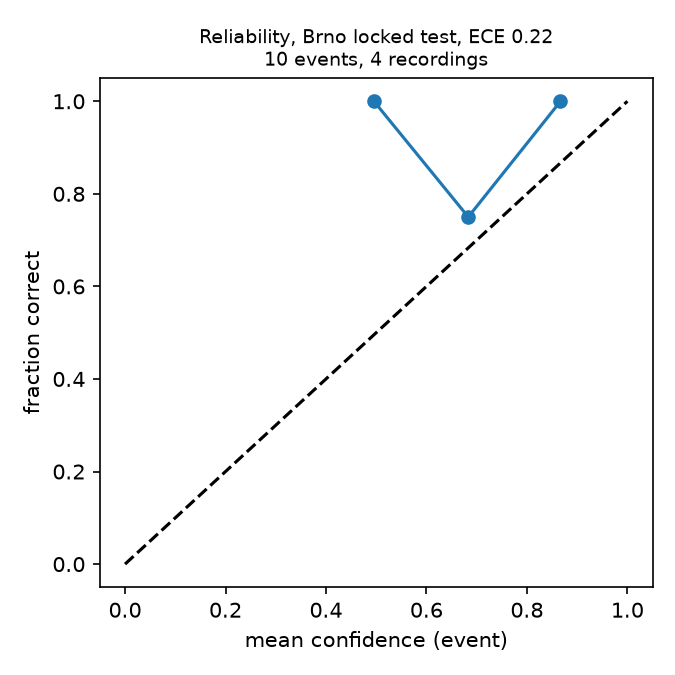 Reliability, Brno locked test, ECE 0.22
10 events, 4 recordings
1.0
0.8
0.6
0.4
0.2
0.0
fraction correct
0.0 0.2 0.4 0.6 0.8 1.0
mean confidence (event)